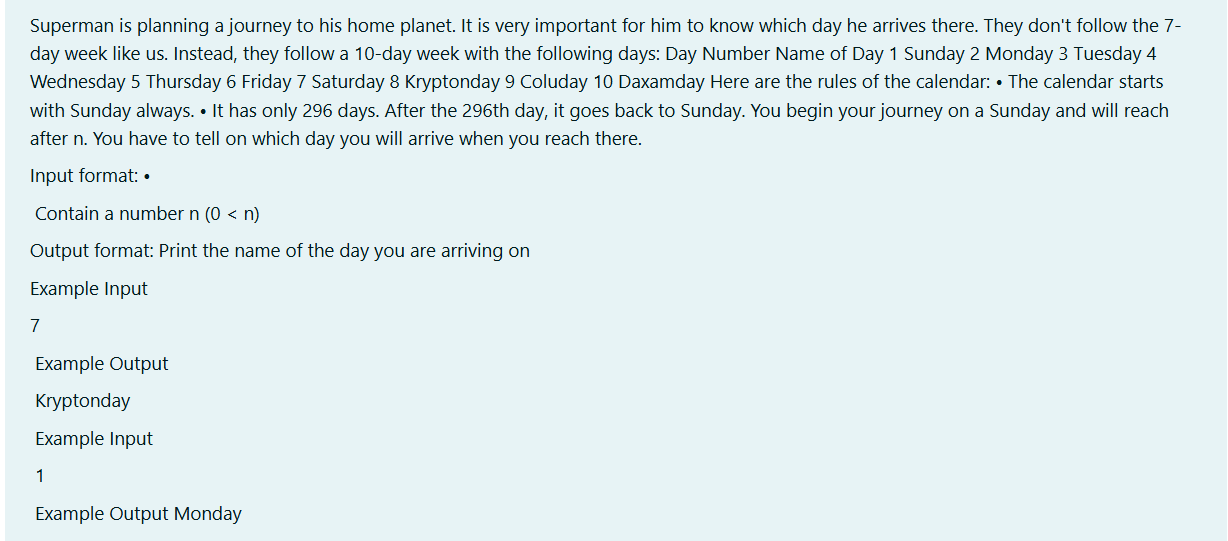 Superman is planning a journey to his home planet. It is very important for him to know which day he arrives there. They don't follow the 7-
day week like us. Instead, they follow a 10-day week with the following days: Day Number Name of Day 1 Sunday 2 Monday 3 Tuesday 4
Wednesday 5 Thursday 6 Friday 7 Saturday 8 Kryptonday 9 Coluday 10 Daxamday Here are the rules of the calendar: • The calendar starts
with Sunday always. • It has only 296 days. After the 296th day, it goes back to Sunday. You begin your journey on a Sunday and will reach
after n. You have to tell on which day you will arrive when you reach there.
Input format: •
Contain a number n (0 < n)
Output format: Print the name of the day you are arriving on
Example Input
7
Example Output
Kryptonday
Example Input
1
Example Output Monday